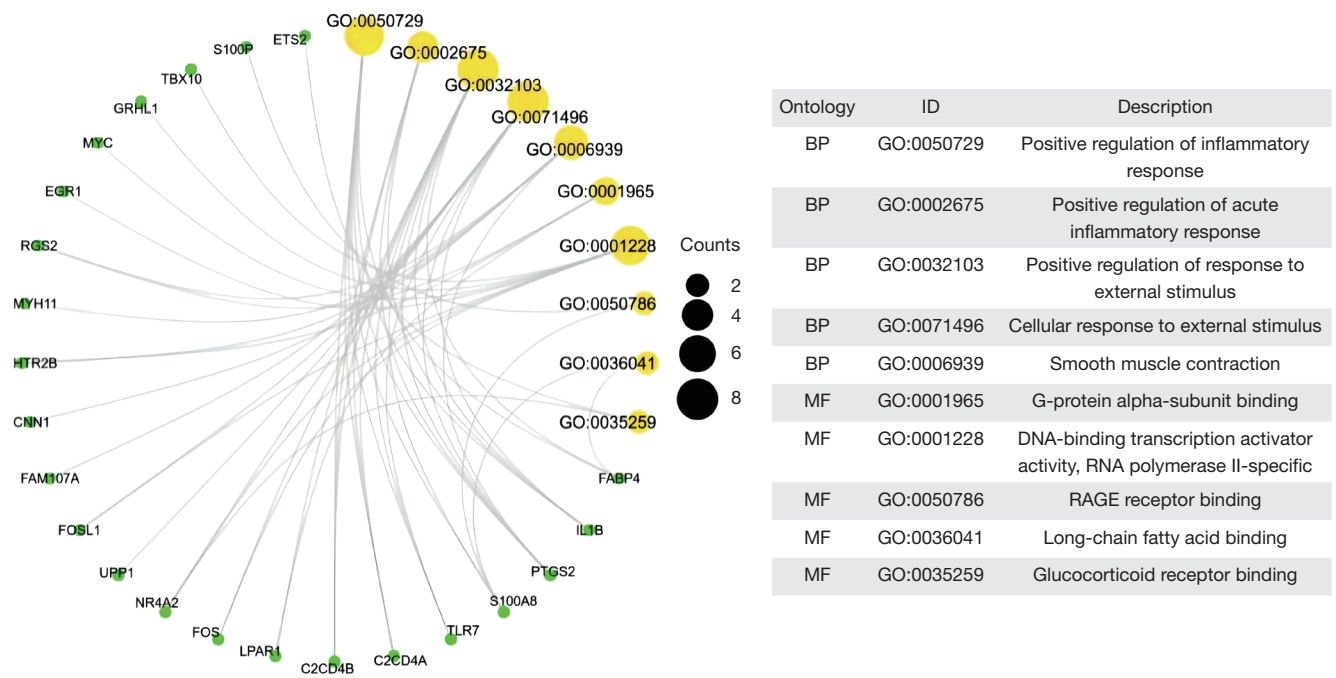 GO:0050729
GO:0002675
GO:0032103
GO:0071496
GO:0006939
GO:0001965
GO:0001228
GO:0050786
GO:0036041
GO:0035259
FABP4
IL1B
PTGS2
S100A8
TLR7
C2CD4A
C2CD4B
LPAR1
FOS
NR4A2
UPP1
FOSL1
FAM107A
CNN1
HTR2B
MYH11
RGS2
EGR1
MYC
GRHL1
TBX10
S100P
ETS2
Counts
2
4
6
8
Ontology ID Description
BP GO:0050729 Positive regulation of inflammatory
response
BP GO:0002675 Positive regulation of acute
inflammatory response
BP GO:0032103 Positive regulation of response to
external stimulus
BP GO:0071496 Cellular response to external stimulus
BP GO:0006939 Smooth muscle contraction
MF GO:0001965 G-protein alpha-subunit binding
MF GO:0001228 DNA-binding transcription activator
activity, RNA polymerase II-specific
MF GO:0050786 RAGE receptor binding
MF GO:0036041 Long-chain fatty acid binding
MF GO:0035259 Glucocorticoid receptor binding